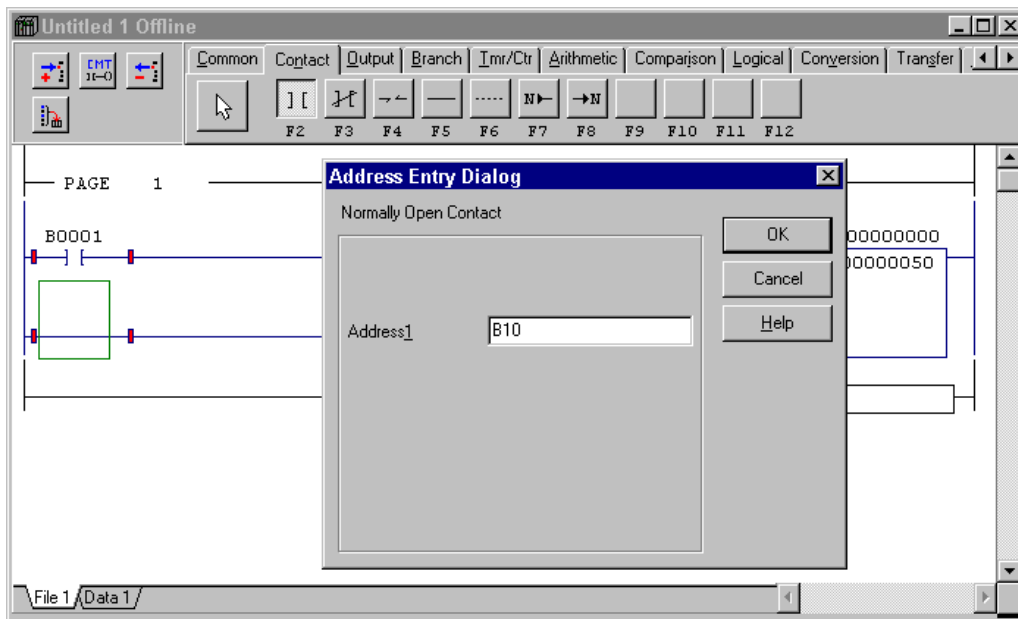 Untitled 1 Offline
CMT
Common Contact Output Branch Tmr/Ctr Arithmetic Comparison Logical Conversion Transfer
N N
F2 F3 F4 F5 F6 F7 F8 F9 F10 F11 F12
PAGE 1
B0001
Address Entry Dialog
Normally Open Contact
Address1
B10
OK
Cancel
Help
00000000
00000050
File 1 Data 1